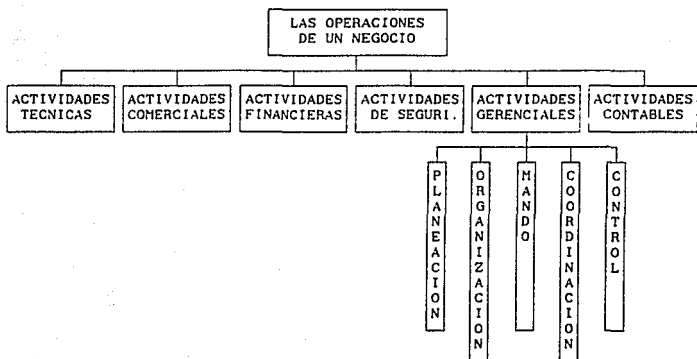 LAS OPERACIONES
DE UN NEGOCIO
ACTIVIDADES
TECNICAS
ACTIVIDADES
COMERCIALES
ACTIVIDADES
FINANCIERAS
ACTIVIDADES
DE SEGURI.
ACTIVIDADES
GERENCIALES
ACTIVIDADES
CONTABLES
PLANEACION
ORGANIZACION
MANDO
COORDINACION
CONTROL